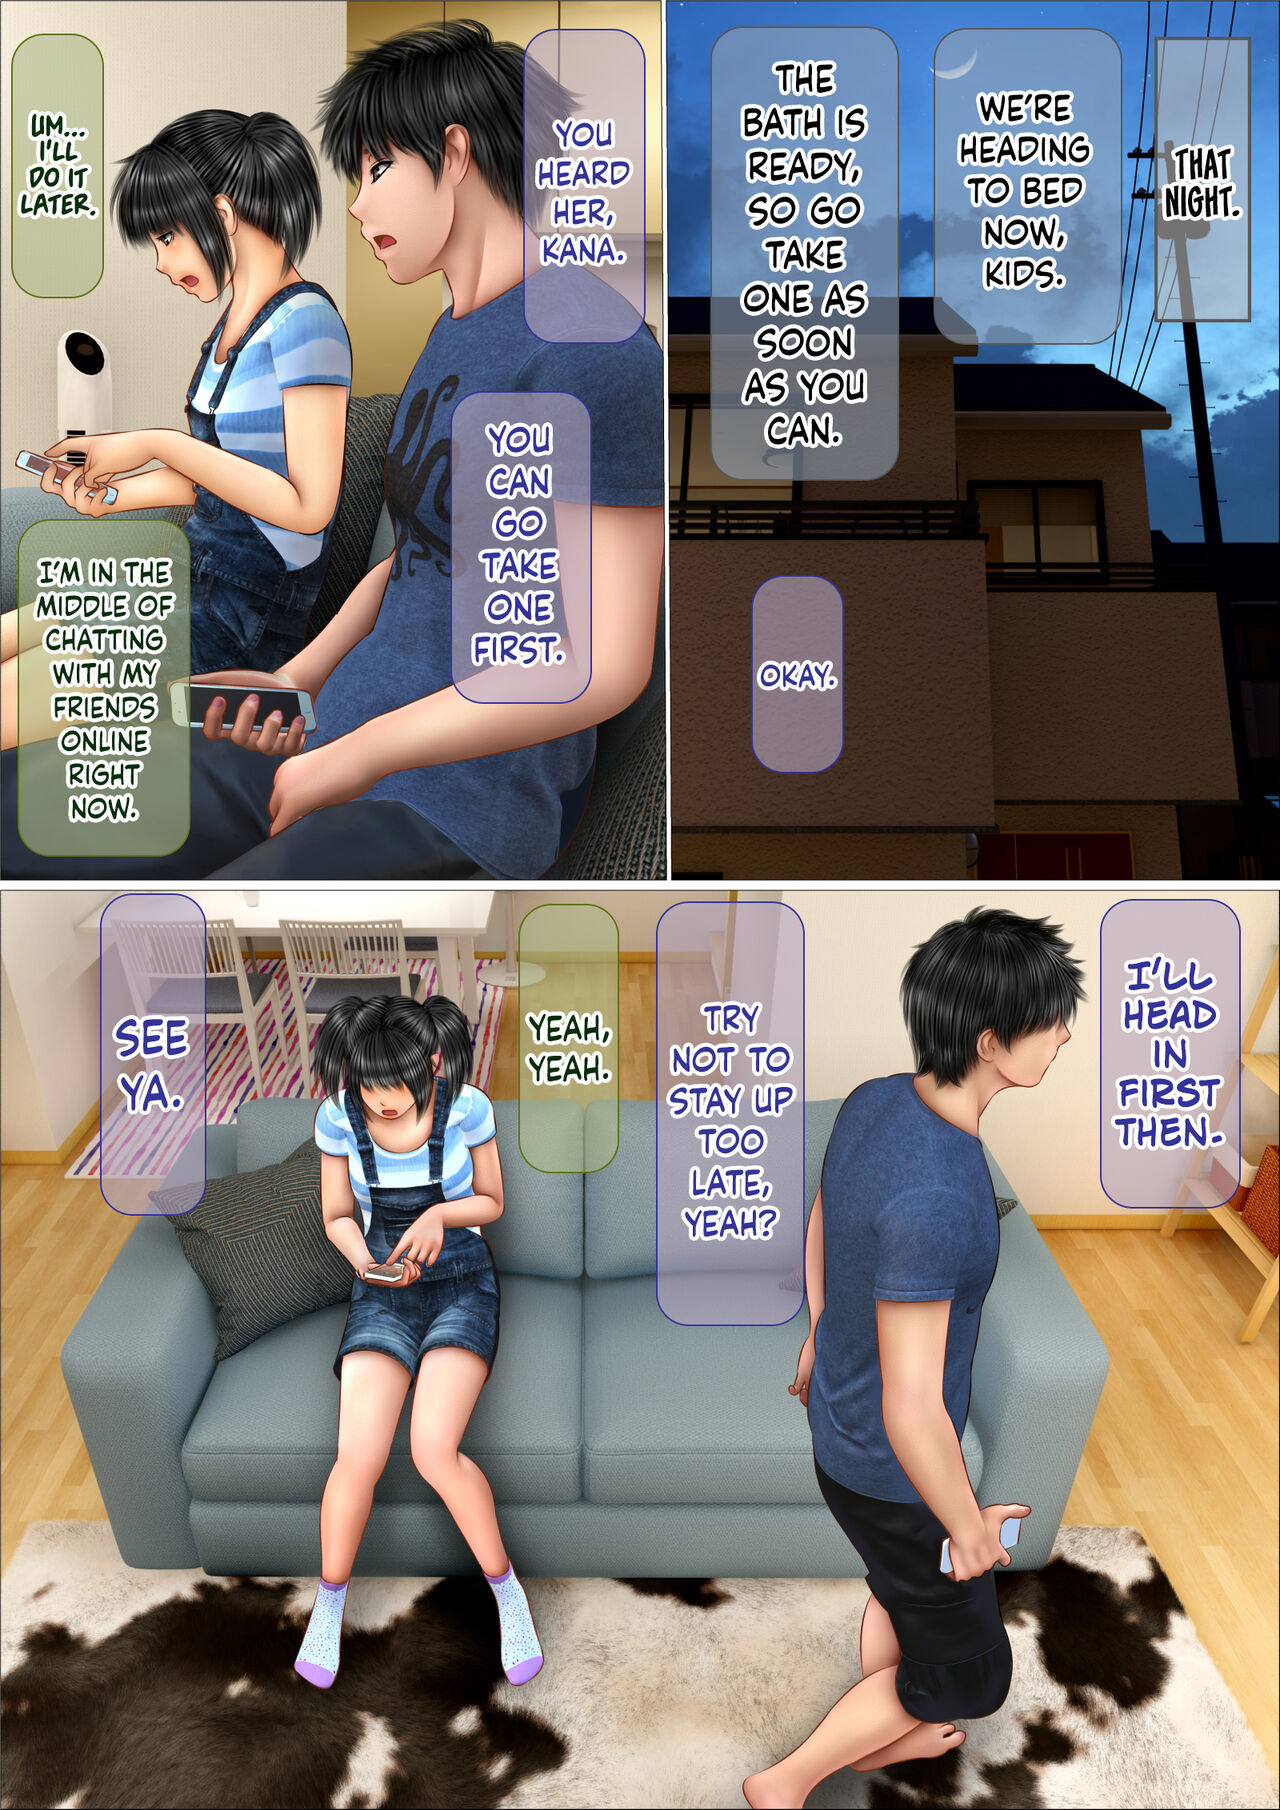 THAT
NIGHT.
WE'RE
HEADING
TO BED
NOW,
KIDS.
THE
BATH IS
READY,
SO GO
TAKE
ONE AS
SOON
AS YOU
CAN.
OKAY.
YOU
HEARD
HER,
KANA.
YOU
CAN
GO
TAKE
ONE
FIRST.
UM...
I'LL
DO IT
LATER.
I'M IN THE
MIDDLE OF
CHATTING
WITH MY
FRIENDS
ONLINE
RIGHT
NOW.
I'LL
HEAD
IN
FIRST
THEN.
TRY
NOT TO
STAY UP
TOO
LATE,
YEAH?
YEAH,
YEAH.
SEE
YA.